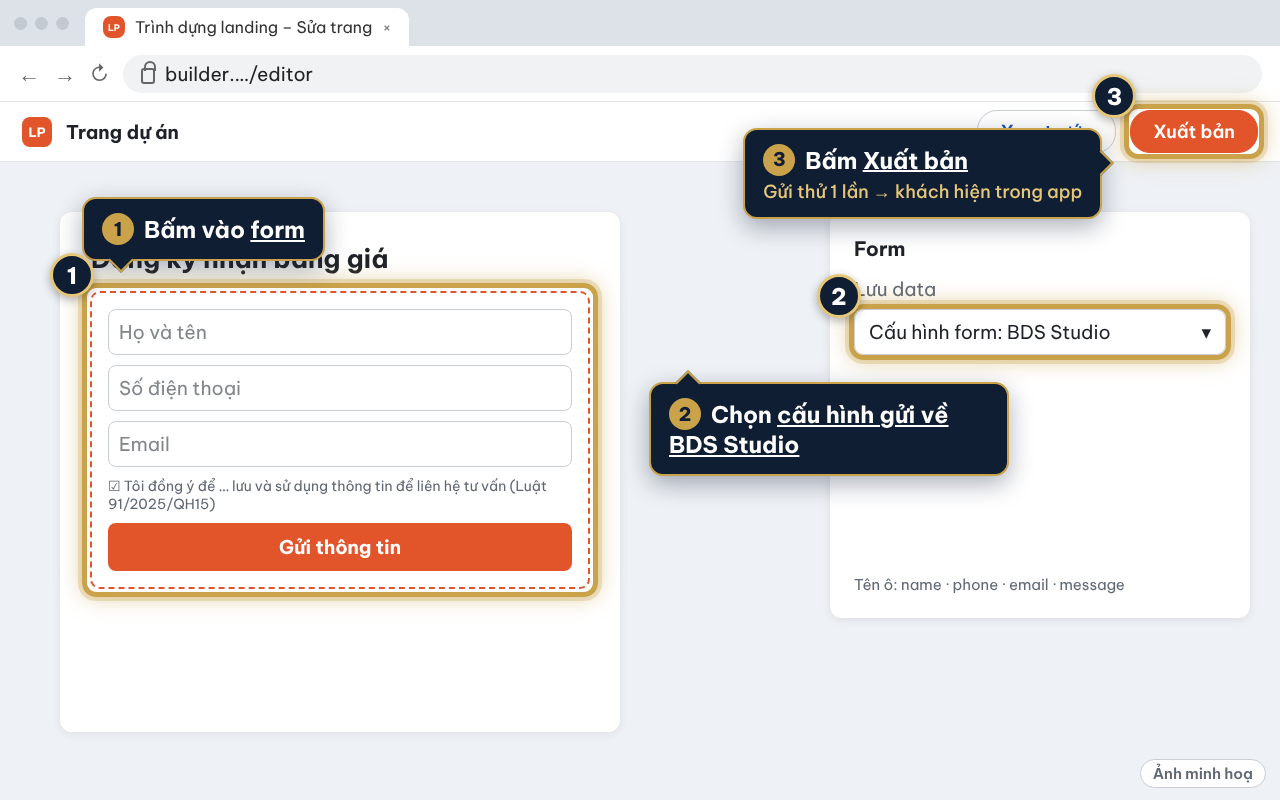 LP Trình dựng landing – Sửa trang ×
← → builder.…/editor
3
LP Trang dự án
Xuất bản
3 Bấm Xuất bản
Gửi thử 1 lần → khách hiện trong app
1 Bấm vào form
ký nhận bảng giá
1
Họ và tên
Số điện thoại
Email
☑ Tôi đồng ý để … lưu và sử dụng thông tin để liên hệ tư vấn (Luật
91/2025/QH15)
Gửi thông tin
Form
Lưu data
2
Cấu hình form: BDS Studio ▾
2 Chọn cấu hình gửi về
BDS Studio
Tên ô: name · phone · email · message
Ảnh minh hoạ